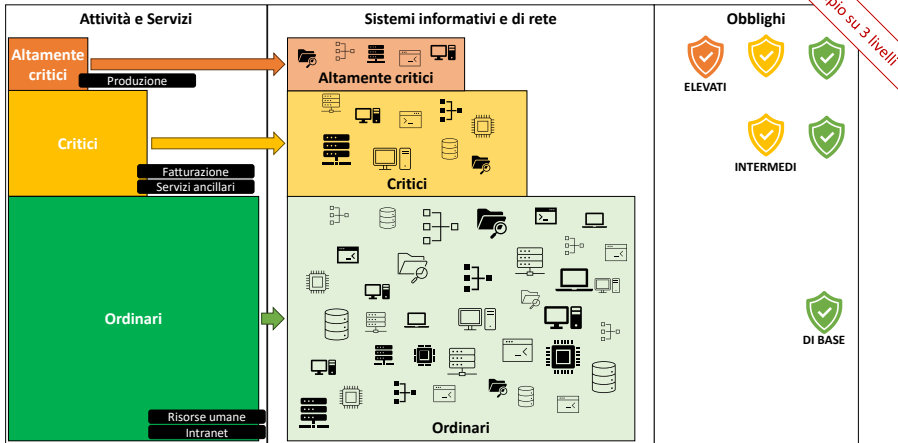 Attività e Servizi
Sistemi informativi e di rete
Obblighi
su 3 livelli
Altamente
critici
Produzione
Altamente critici
ELEVATI
Critici
Fatturazione
Servizi ancillari
Critici
INTERMEDI
Ordinari
DI BASE
Risorse umane
Intranet
Ordinari